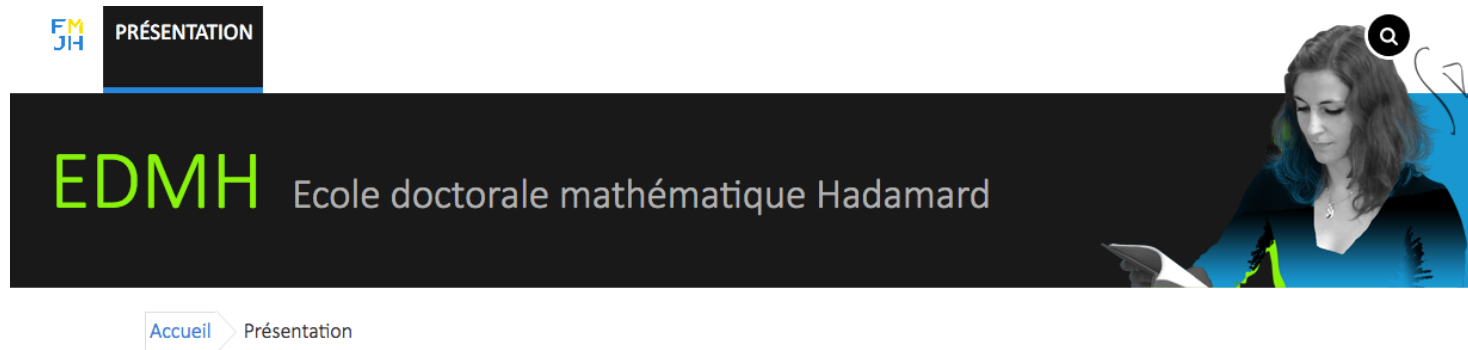 FM
JH
PRÉSENTATION
EDMH Ecole doctorale mathématique Hadamard
Accueil Présentation